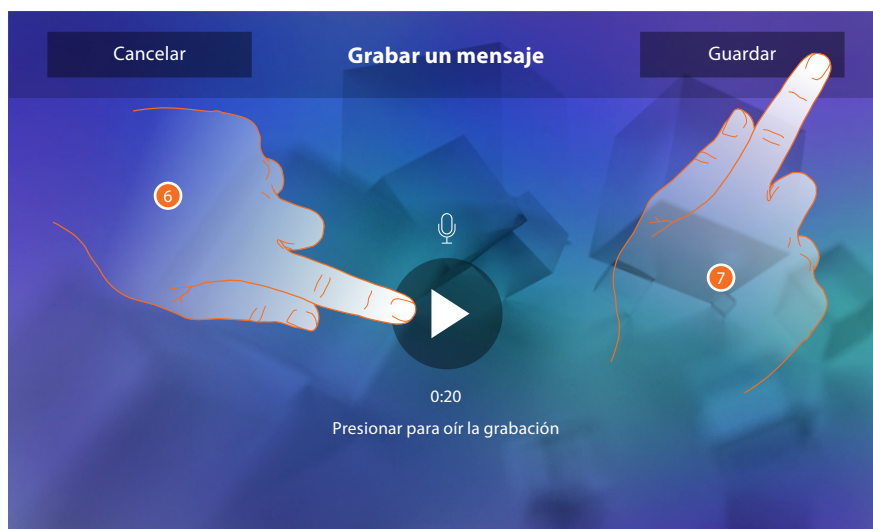 Cancelar
Grabar un mensaje
Guardar
6
7
0:20
Presionar para oír la grabación